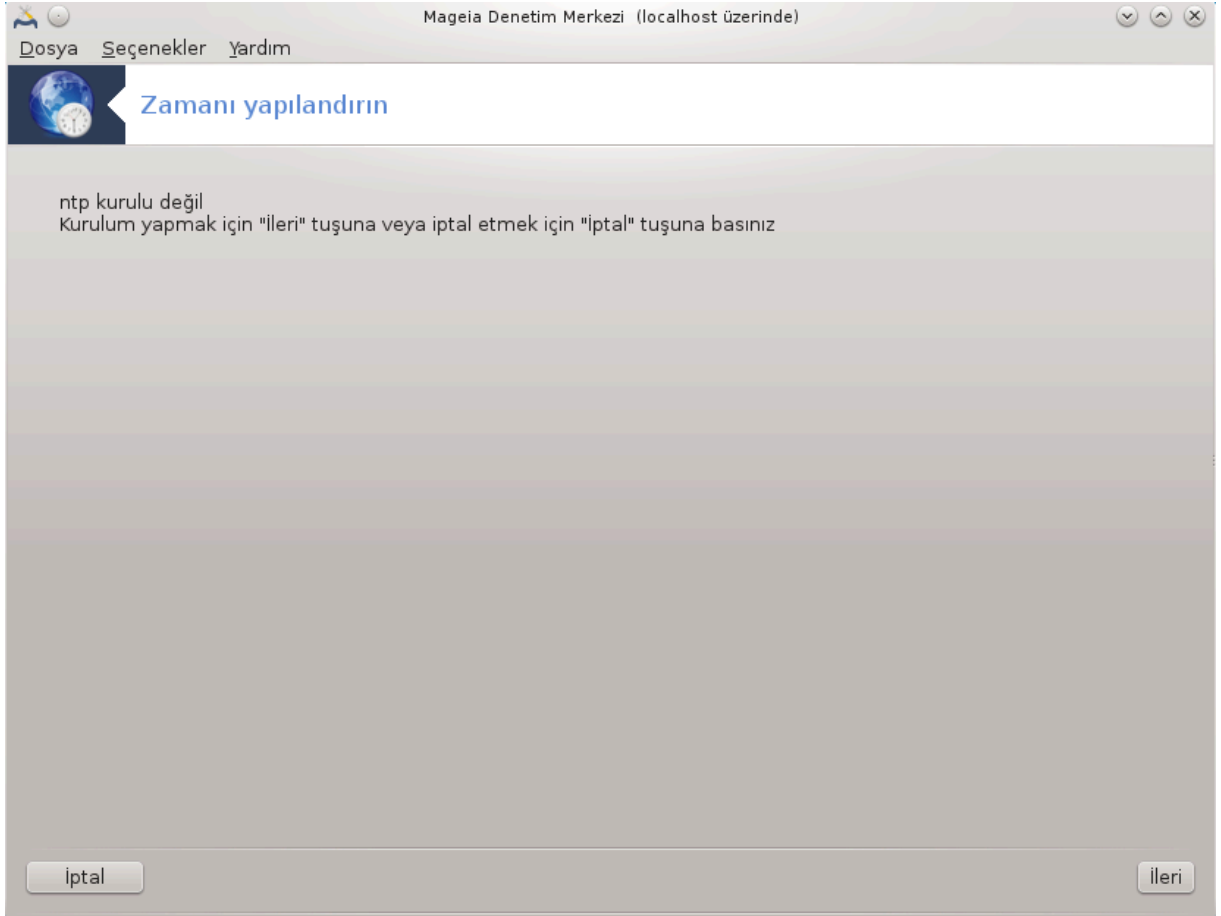 Mageia Denetim Merkezi (localhost üzerinde)
Dosya Seçenekler Yardım
Zamanı yapılandırın
ntp kurulu değil
Kurulum yapmak için "İleri" tuşuna veya iptal etmek için "İptal" tuşuna basınız
İptal İleri